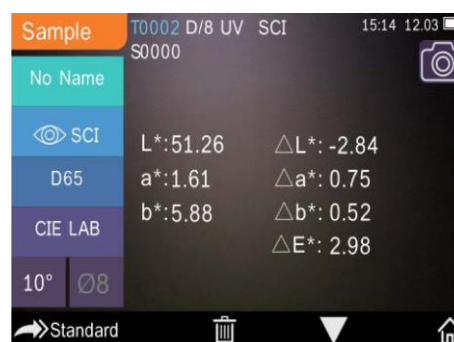 Sample
T0002 D/8 UV SCI 15:14 12.03
S0000
No Name
SCI
D65
CIE LAB
10° Ø8
L*:51.26 △L*: -2.84
a*:1.61 △a*: 0.75
b*:5.88 △b*: 0.52
△E*: 2.98
Standard